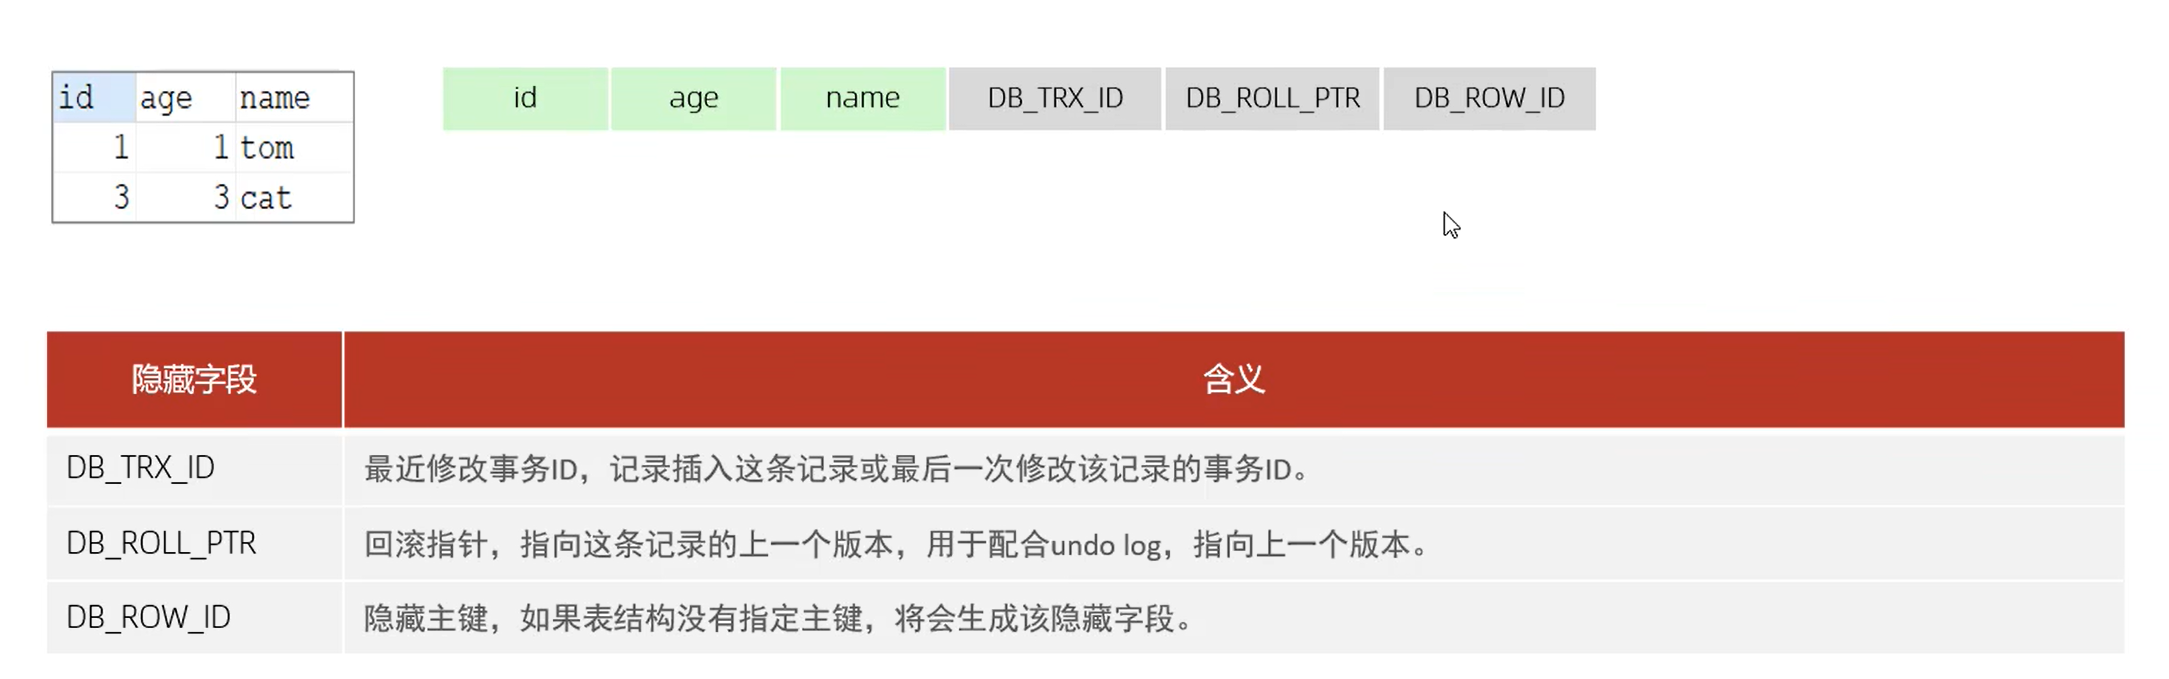 id age name
1 1 tom
3 3 cat
id age name DB_TRX_ID DB_ROLL_PTR DB_ROW_ID
隐藏字段 含义
DB_TRX_ID 最近修改事务ID，记录插入这条记录或最后一次修改该记录的事务ID。
DB_ROLL_PTR 回滚指针，指向这条记录的上一个版本，用于配合undo log，指向上一个版本。
DB_ROW_ID 隐藏主键，如果表结构没有指定主键，将会生成该隐藏字段。